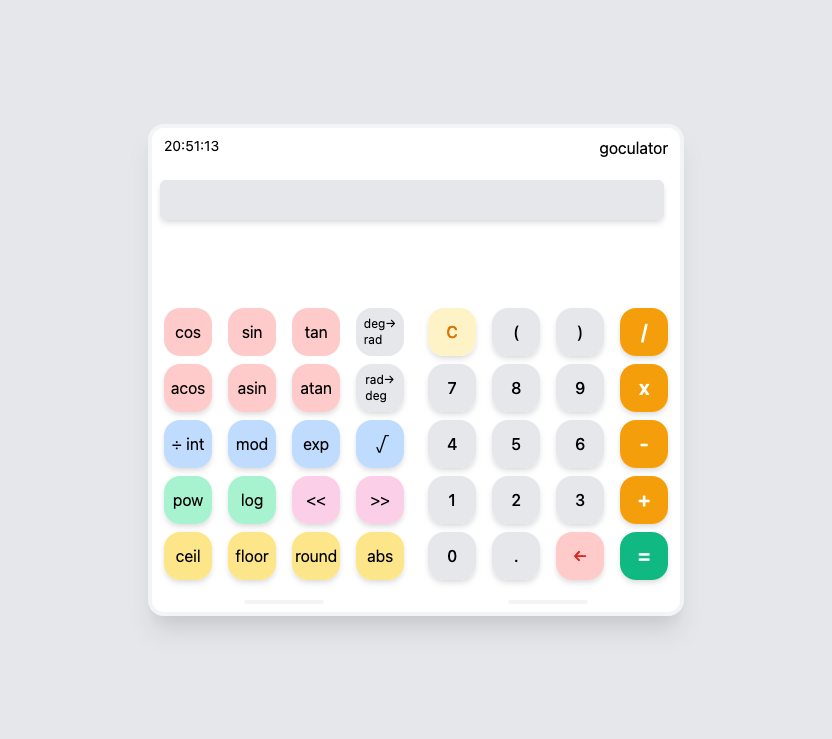 20:51:13 goculator
cos sin tan deg→ rad C ( ) /
acos asin atan rad→ deg 7 8 9 x
÷ int mod exp √ 4 5 6 -
pow log << >> 1 2 3 +
ceil floor round abs 0 . ← =